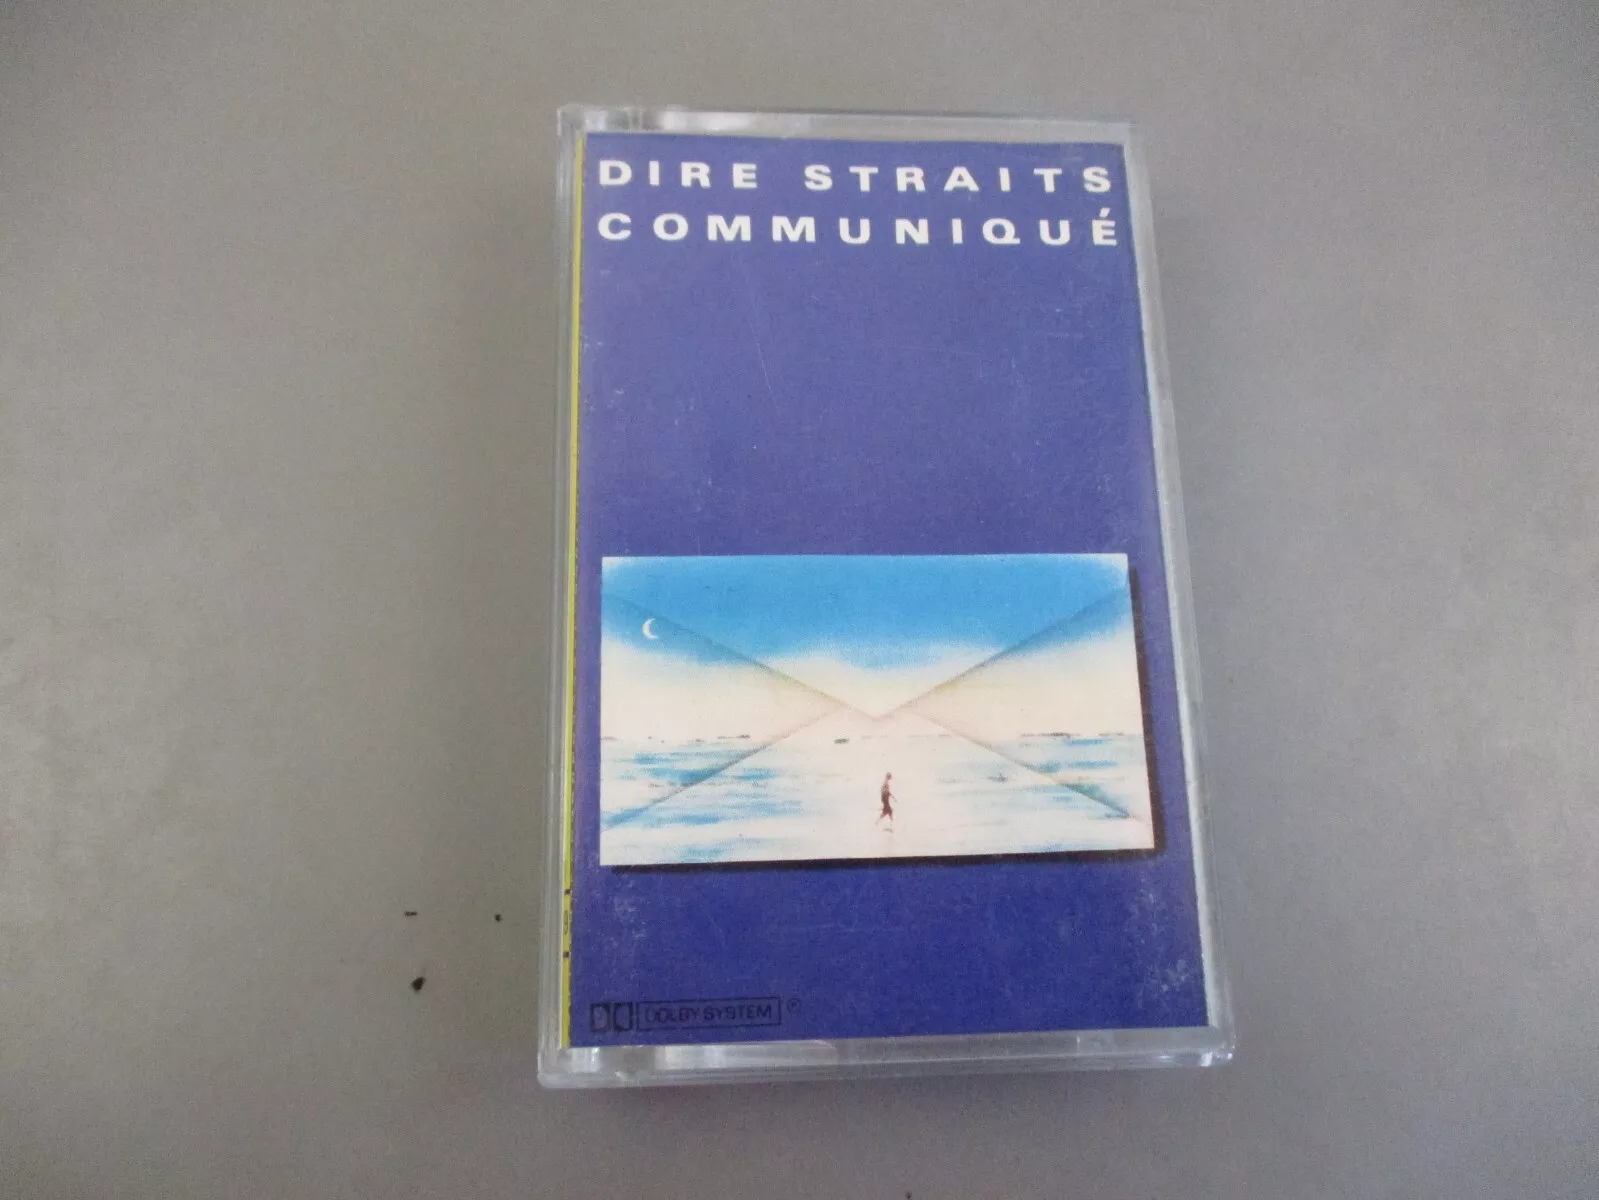 DIRE STRAITS
COMMUNIQUÉ
DOLBY SYSTEM ®